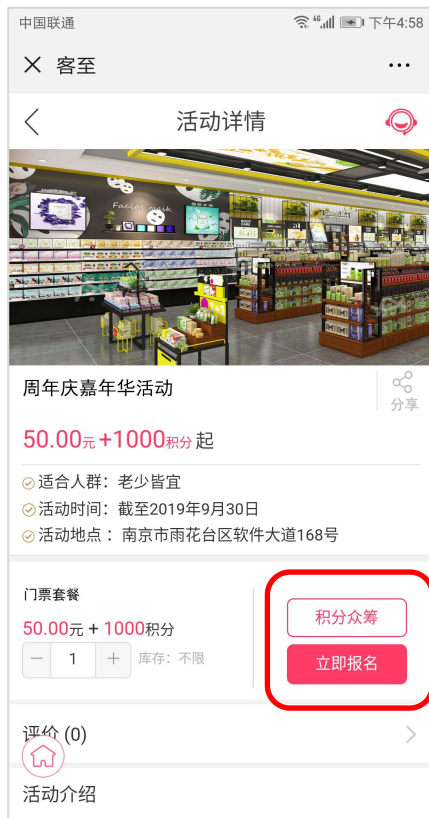 中国联通 46 下午4:58
客至
活动详情
Facial mask
周年庆嘉年华活动
分享
50.00元+1000积分 起
适合人群：老少皆宜
活动时间：截至2019年9月30日
活动地点 ：南京市雨花台区软件大道168号
门票套餐
50.00元 + 1000积分
1
库存：不限
积分众筹
立即报名
评价 (0)
活动介绍